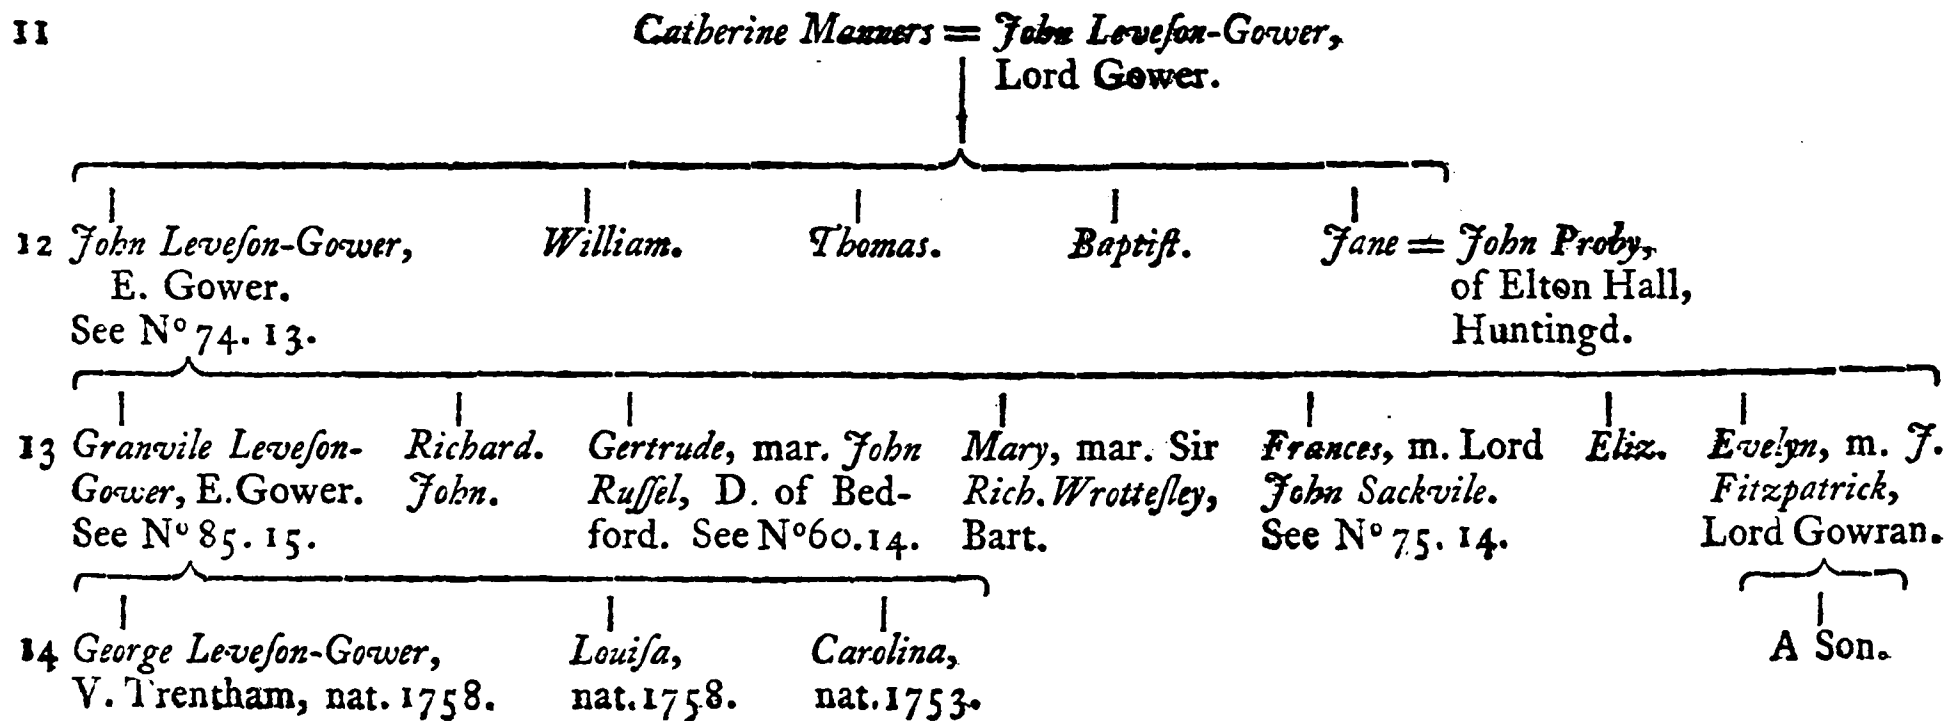 11 Catherine Manners = John Leveſon-Gower,
Lord Gower.
12 John Leveſon-Gower, William. Thomas. Baptiſt. Jane = John Proby,
E. Gower. of Elton Hall,
See Nº 74. 13. Huntingd.
13 Granvile Leveſon- Richard. Gertrude, mar. John Mary, mar. Sir Frances, m. Lord Eliz. Evelyn, m. J.
Gower, E.Gower. John. Ruſſel, D. of Bed- Rich. Wrotteſley, John Sackvile. Fitzpatrick,
See Nº 85. 15. ford. See Nº60.14. Bart. See Nº 75. 14. Lord Gowran.
14 George Leveſon-Gower, Louiſa, Carolina, A Son.
V. Trentham, nat. 1758. nat. 1758. nat. 1753.